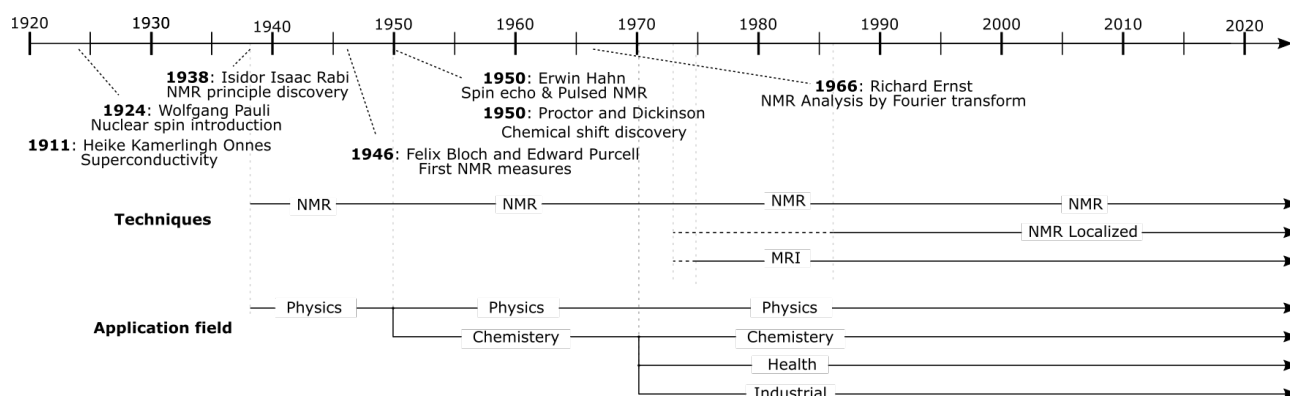 1920 1930 1940 1950 1960 1970 1980 1990 2000 2010 2020
1938: Isidor Isaac Rabi
NMR principle discovery
1924: Wolfgang Pauli
Nuclear spin introduction
1911: Heike Kamerlingh Onnes
Superconductivity
1946: Felix Bloch and Edward Purcell
First NMR measures
1950: Erwin Hahn
Spin echo & Pulsed NMR
1950: Proctor and Dickinson
Chemical shift discovery
1966: Richard Ernst
NMR Analysis by Fourier transform
Techniques
NMR NMR NMR NMR
NMR Localized
MRI
Application field
Physics Physics Physics
Chemistery Chemistery
Health
Industrial